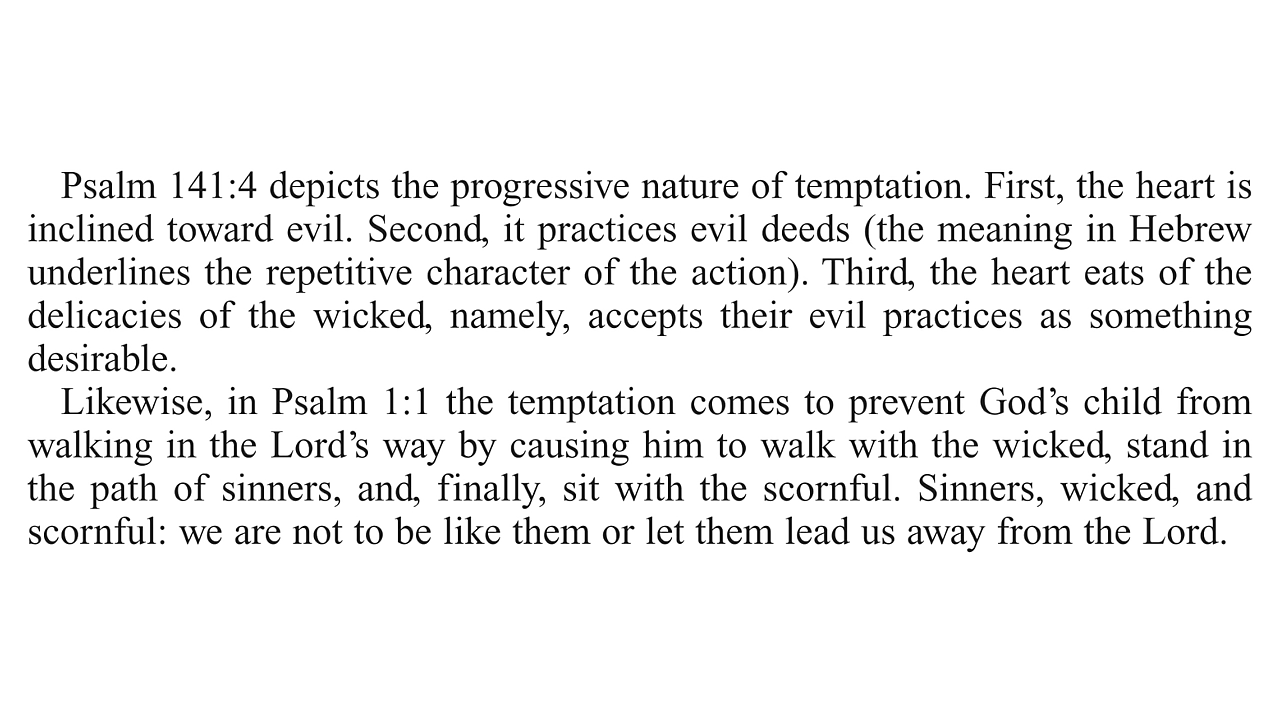 Psalm 141:4 depicts the progressive nature of temptation. First, the heart is
inclined toward evil. Second, it practices evil deeds (the meaning in Hebrew
underlines the repetitive character of the action). Third, the heart eats of the
delicacies of the wicked, namely, accepts their evil practices as something
desirable.
Likewise, in Psalm 1:1 the temptation comes to prevent God’s child from
walking in the Lord’s way by causing him to walk with the wicked, stand in
the path of sinners, and, finally, sit with the scornful. Sinners, wicked, and
scornful: we are not to be like them or let them lead us away from the Lord.